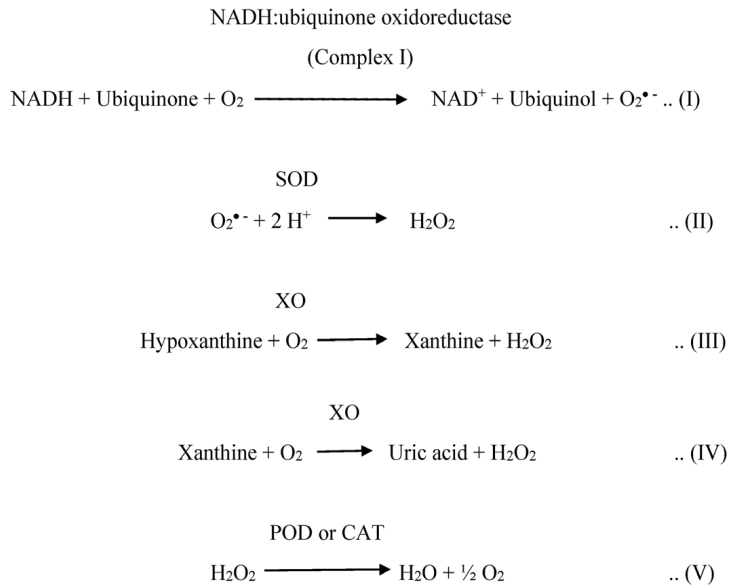 NADH:ubiquinone oxidoreductase
(Complex I)
NADH + Ubiquinone + O₂ ⟶ NAD⁺ + Ubiquinol + O₂•⁻ .. (I)
SOD
O₂•⁻ + 2 H⁺ ⟶ H₂O₂ .. (II)
XO
Hypoxanthine + O₂ ⟶ Xanthine + H₂O₂ .. (III)
XO
Xanthine + O₂ ⟶ Uric acid + H₂O₂ .. (IV)
POD or CAT
H₂O₂ ⟶ H₂O + ½ O₂ .. (V)